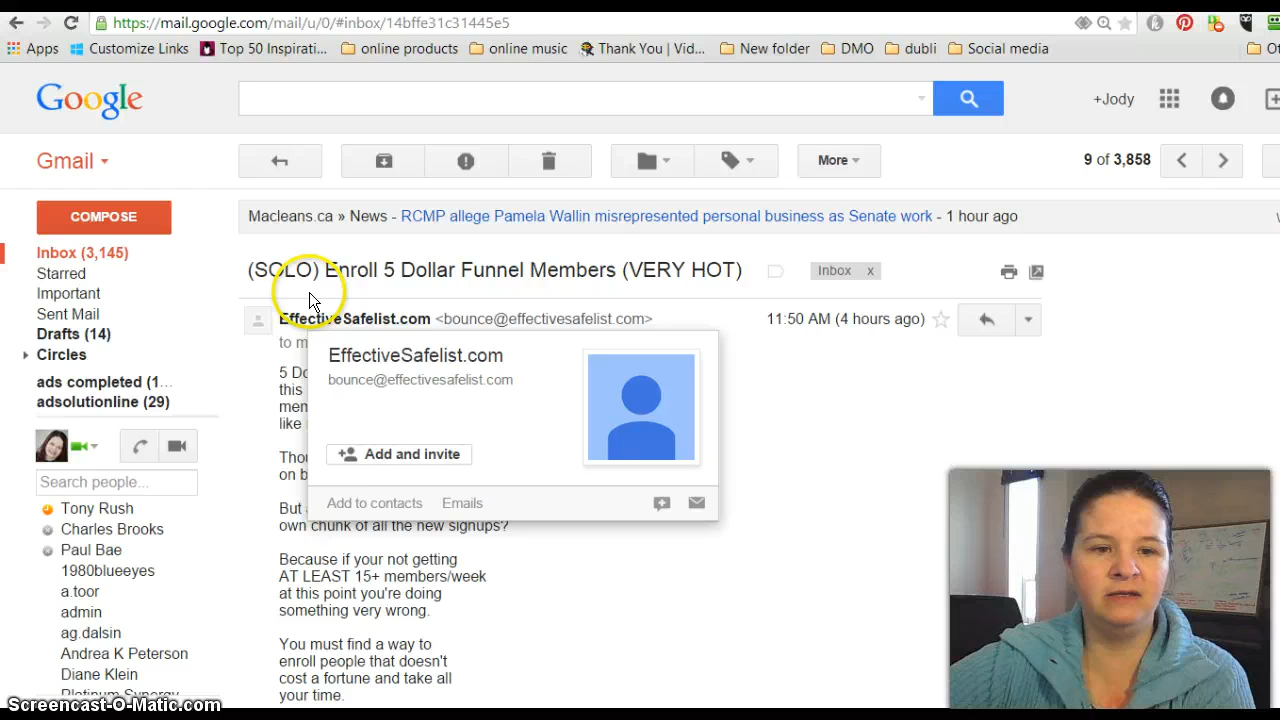 https://mail.google.com/mail/u/0/#inbox/14bffe31c31445e5
Apps Customize Links Top 50 Inspirati... online products online music Thank You | Vid... New folder DMO dubli Social media
Google
+Jody
Gmail
More
9 of 3,858
COMPOSE
Macleans.ca » News - RCMP allege Pamela Wallin misrepresented personal business as Senate work - 1 hour ago
Inbox (3,145)
Starred
Important
Sent Mail
Drafts (14)
Circles
ads completed (1...
adsolutionline (29)
Search people...
Tony Rush
Charles Brooks
Paul Bae
1980blueeyes
a.toor
admin
ag.dalsin
Andrea K Peterson
Diane Klein
Platinum Synergy
(SOLO) Enroll 5 Dollar Funnel Members (VERY HOT)
Inbox x
EffectiveSafelist.com <bounce@effectivesafelist.com>
11:50 AM (4 hours ago)
to
EffectiveSafelist.com
bounce@effectivesafelist.com
Add and invite
Add to contacts Emails
5
this
like
on
But
own chunk of all the new signups?
Because if your not getting
AT LEAST 15+ members/week
at this point you're doing
something very wrong.
You must find a way to
enroll people that doesn't
cost a fortune and take all
your time.
Screencast-O-Matic.com